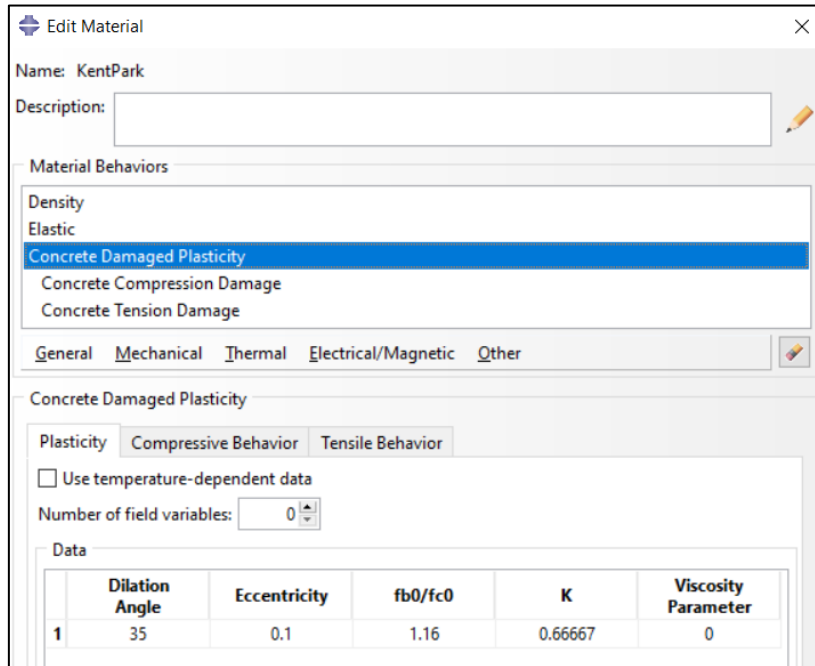 Edit Material
Name: KentPark
Description:
Material Behaviors
Density
Elastic
Concrete Damaged Plasticity
Concrete Compression Damage
Concrete Tension Damage
General Mechanical Thermal Electrical/Magnetic Other
Concrete Damaged Plasticity
Plasticity Compressive Behavior Tensile Behavior
Use temperature-dependent data
Number of field variables: 0
Data
Dilation Angle Eccentricity fb0/fc0 K Viscosity Parameter
1 35 0.1 1.16 0.66667 0